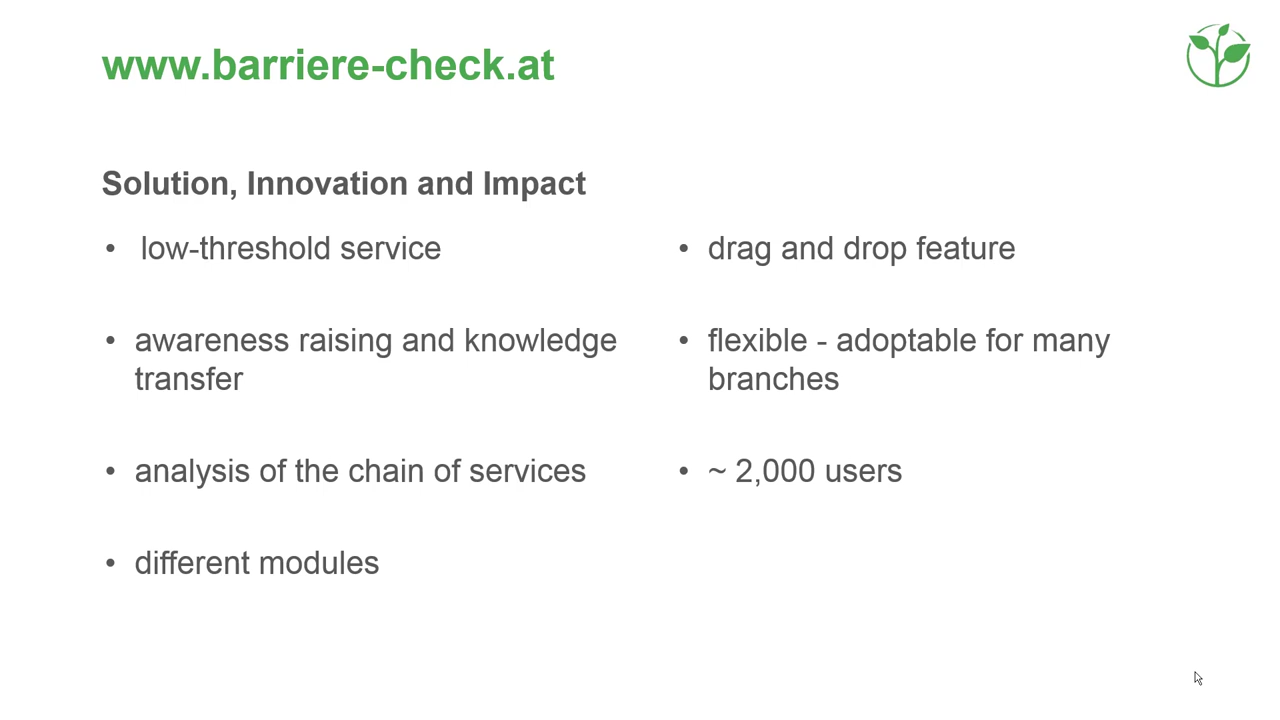 www.barriere-check.at
Solution, Innovation and Impact
• low-threshold service
• awareness raising and knowledge
transfer
• analysis of the chain of services
• different modules
• drag and drop feature
• flexible - adoptable for many
branches
• ~ 2,000 users